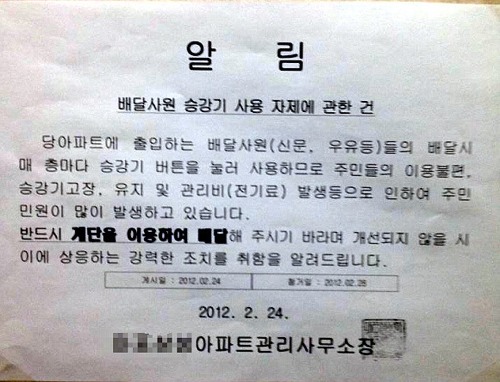 알 림
배달사원 승강기 사용 자제에 관한 건
당아파트에 출입하는 배달사원(신문, 우유등)들의 배달시
매 층마다 승강기 버튼을 눌러 사용하므로 주민들의 이용불편,
승강기고장, 유지 및 관리비(전기료) 발생등으로 인하여 주민
민원이 많이 발생하고 있습니다.
반드시 계단을 이용하여 배달해 주시기 바라며 개선되지 않을 시
이에 상응하는 강력한 조치를 취함을 알려드립니다.
게시일 : 2012.02.24 철거일 : 2012.02.28
2012. 2. 24.
아파트관리사무소장